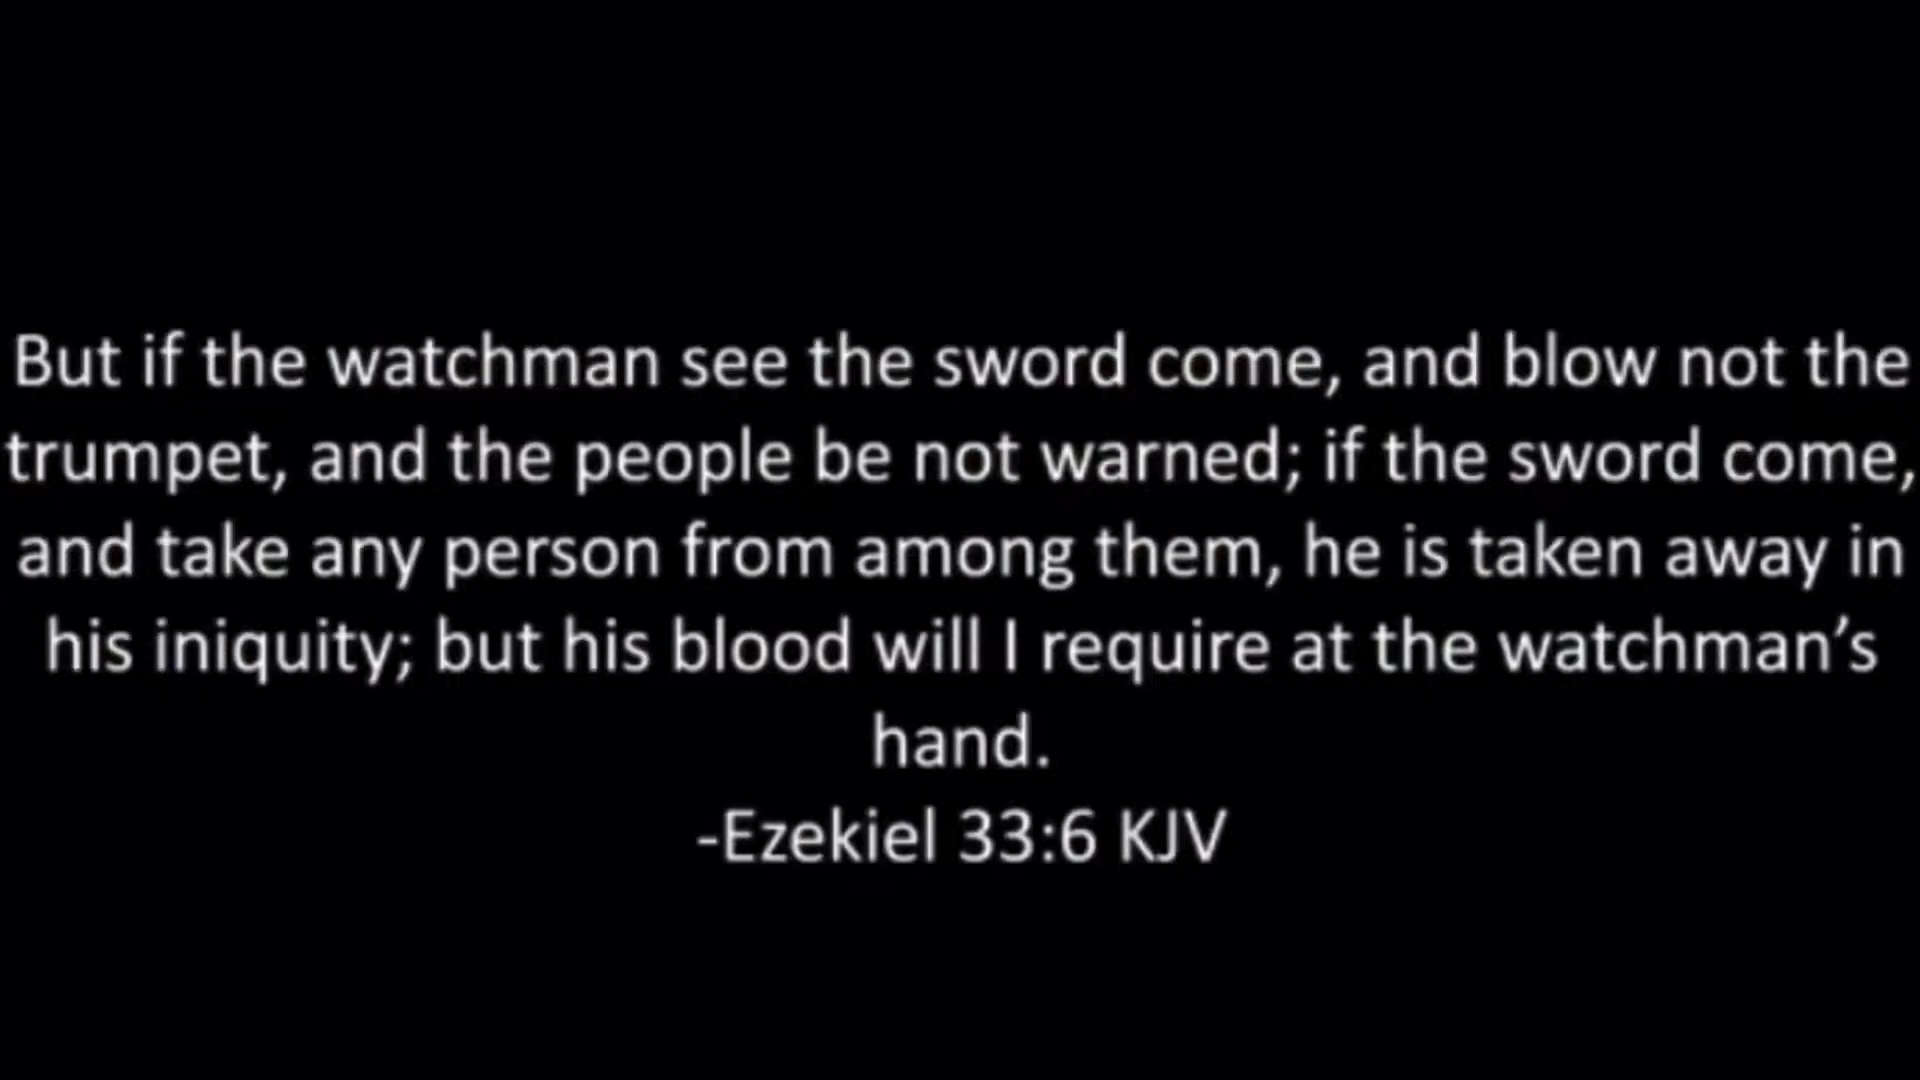 But if the watchman see the sword come, and blow not the
trumpet, and the people be not warned; if the sword come,
and take any person from among them, he is taken away in
his iniquity; but his blood will I require at the watchman’s
hand.
-Ezekiel 33:6 KJV